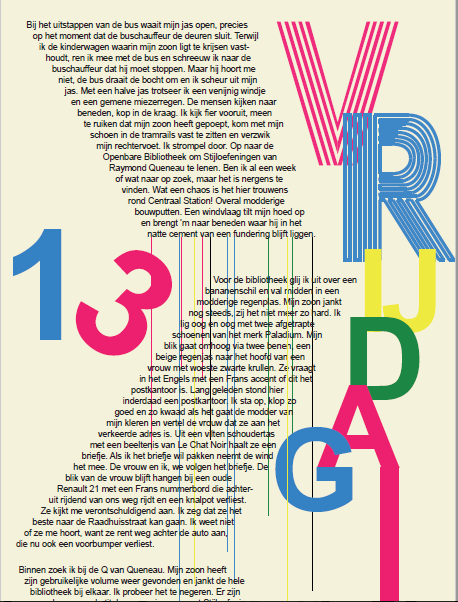 Bij het uitstappen van de bus waait mijn jas open, precies
op het moment dat de buschauffeur de deuren sluit. Terwijl
ik de kinderwagen waarin mijn zoon ligt te krijsen vast-
houdt, ren ik mee met de bus en schreeuw ik naar de
buschauffeur dat hij moet stoppen. Maar hij hoort me
niet, de bus draait de bocht om en ik scheur uit mijn
jas. Met een halve jas trotseer ik een venijnig windje
en een gemene miezerregen. De mensen kijken naar
beneden, kop in de kraag. Ik kijk fier vooruit, meen
te ruiken dat mijn zoon heeft gepoept, kom met mijn
schoen in de tramrails vast te zitten en verzwik
mijn rechtervoet. Ik strompel door. Op naar de
Openbare Bibliotheek om Stijloefeningen van
Raymond Queneau te lenen. Ben ik al een week
of wat naar op zoek, maar het is nergens te
vinden. Wat een chaos is het hier trouwens
rond Centraal Station! Overal modderige
bouwputten. Een windvlaag tilt mijn hoed op
en brengt 'm naar beneden waar hij in het
natte cement van een fundering blijft liggen.
VRIJDAG
13
Voor de bibliotheek glij ik uit over een
bananenschil en val midden in een
modderige regenplas. Mijn zoon jankt
nog steeds, zij het niet meer zo hard. Ik
lig oog en oog met twee afgetrapte
schoenen van het merk Paladium. Mijn
blik gaat omhoog via twee benen, een
beige regenjas naar het hoofd van een
vrouw met woeste zwarte krullen. Ze vraagt
in het Engels met een Frans accent of dit het
postkantoor is. Lang geleden stond hier
inderdaad een postkantoor. Ik sta op, klop zo
goed en zo kwaad als het gaat de modder van
mijn kleren en vertel de vrouw dat ze aan het
verkeerde adres is. Uit een vilten schoudertas
met een beeltenis van Le Chat Noir haalt ze een
briefje. Als ik het briefje wil pakken neemt de wind
het mee. De vrouw en ik, we volgen het briefje. De
blik van de vrouw blijft hangen bij een oude
Renault 21 met een Frans nummerbord die achter-
uit rijdend van ons weg rijdt en een knalpot verliest.
Ze kijkt me verontschuldigend aan. Ik zeg dat ze het
beste naar de Raadhuisstraat kan gaan. Ik weet niet
of ze me hoort, want ze rent weg achter de auto aan,
die nu ook een voorbumper verliest.
Binnen zoek ik bij de Q van Queneau. Mijn zoon heeft
zijn gebruikelijke volume weer gevonden en jankt de hele
bibliotheek bij elkaar. Ik probeer het te negeren. Er zijn